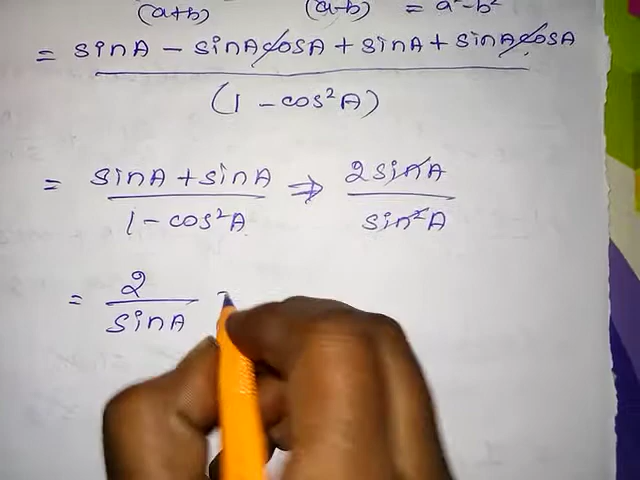 (a+b) (a-b) = a²-b²
= sinA - sinAcosA + sinA + sinAcosA
(1 - cos²A)
= sinA + sinA ⇒ 2sinA
1 - cos²A sin²A
= 2
sinA